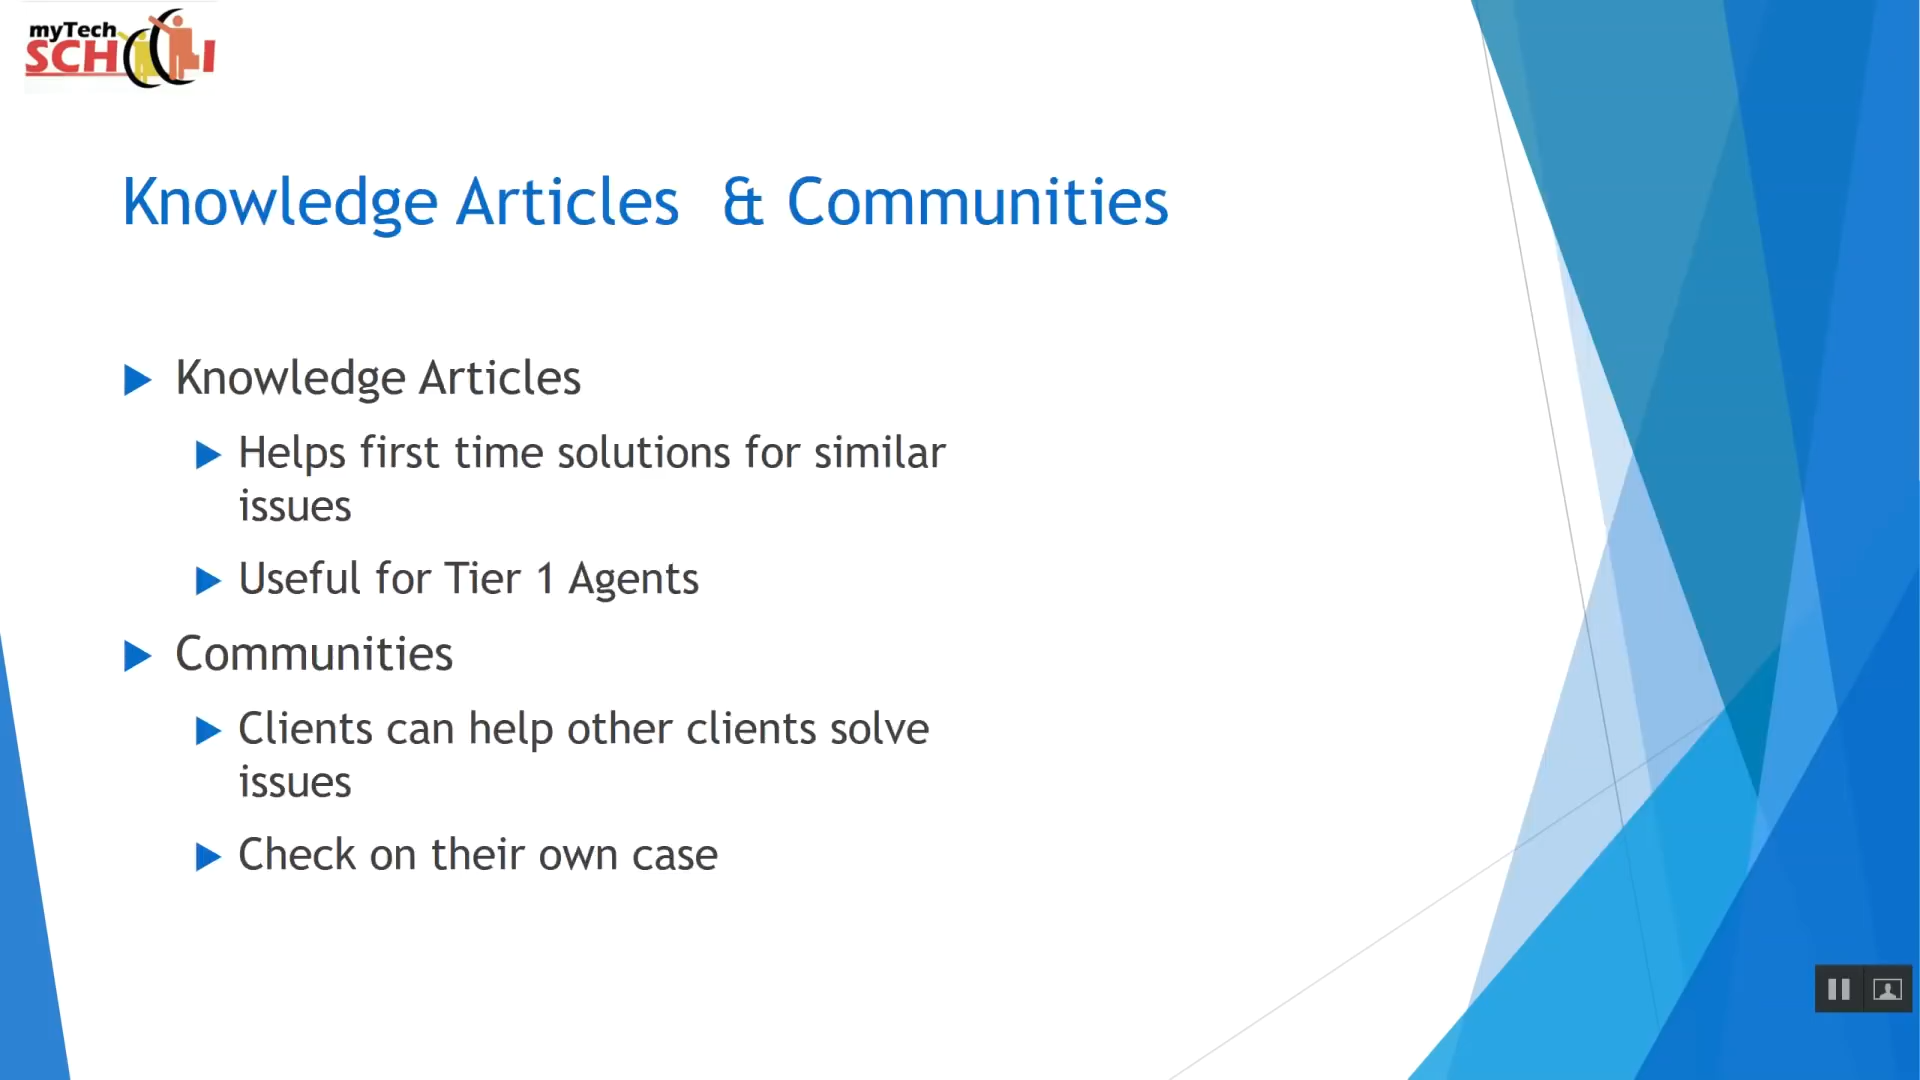 myTech
SCHOOl
Knowledge Articles & Communities
Knowledge Articles
Helps first time solutions for similar
issues
Useful for Tier 1 Agents
Communities
Clients can help other clients solve
issues
Check on their own case